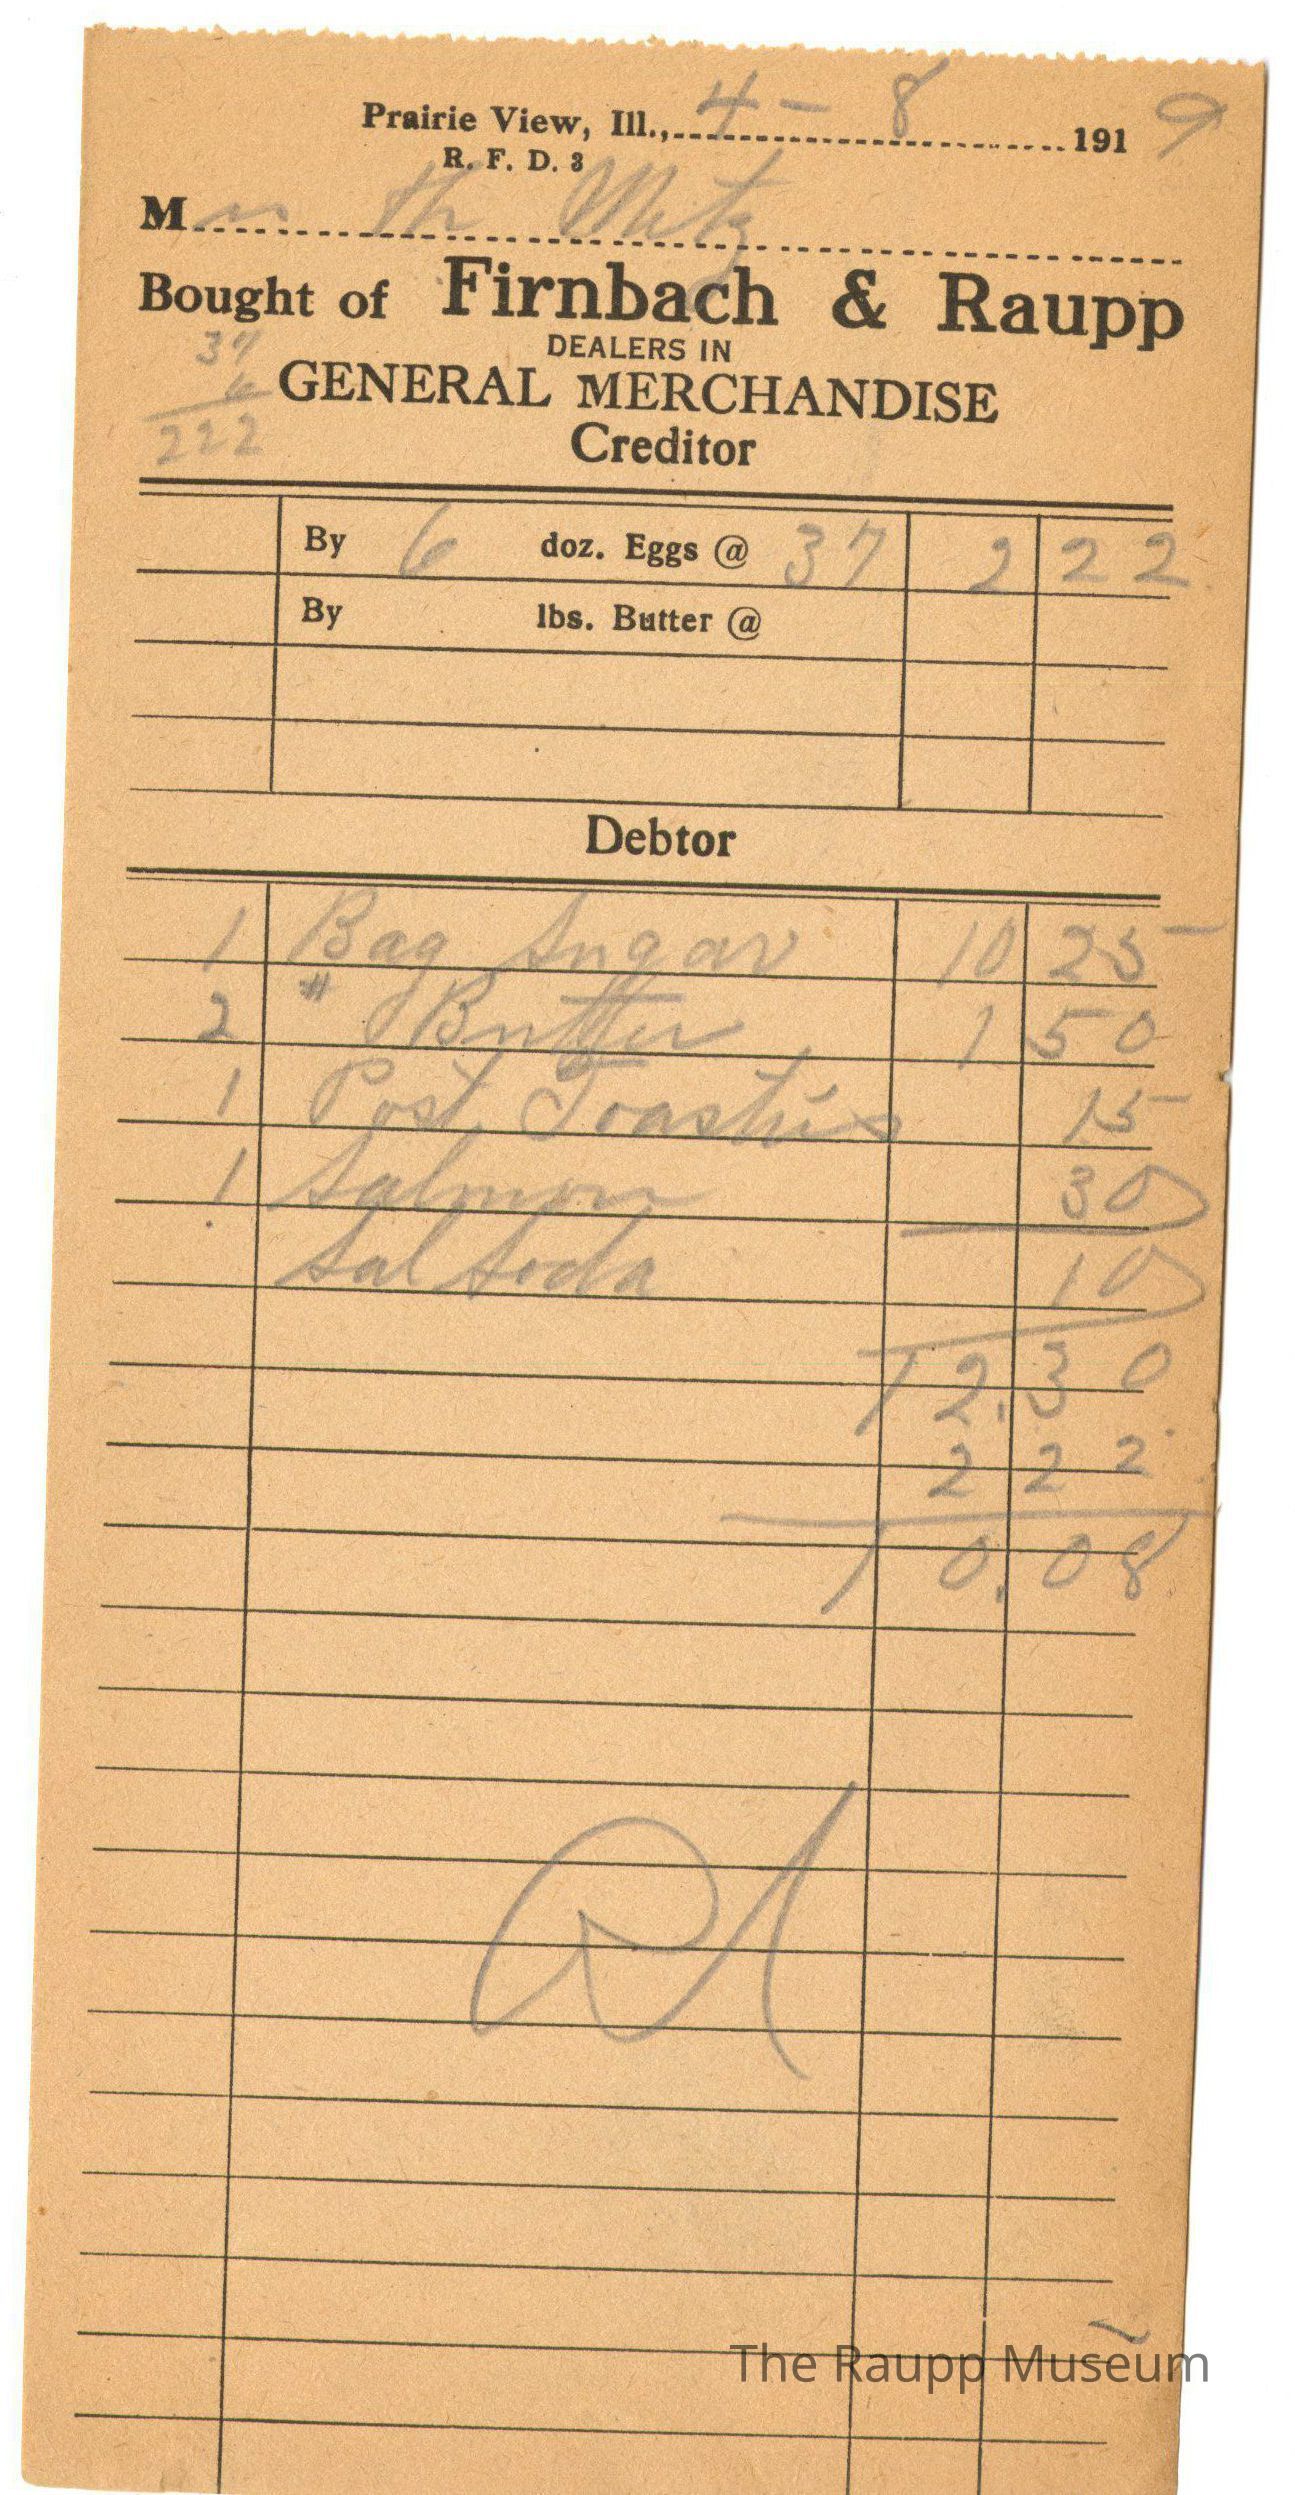 Prairie View, Ill., 4 - 8 1919
R. F. D. 3
M Metz
Bought of Firnbach & Raupp
DEALERS IN
37
GENERAL MERCHANDISE
6
222
Creditor
By 6 doz. Eggs @ 37 2 22
By lbs. Butter @
Debtor
1 Bag Sugar 10 25
2 # Butter 1 50
1 Post Toasties 15
1 Salmon 30
Sal Soda 10
12.30
2 22
10.08
The Raupp Museum